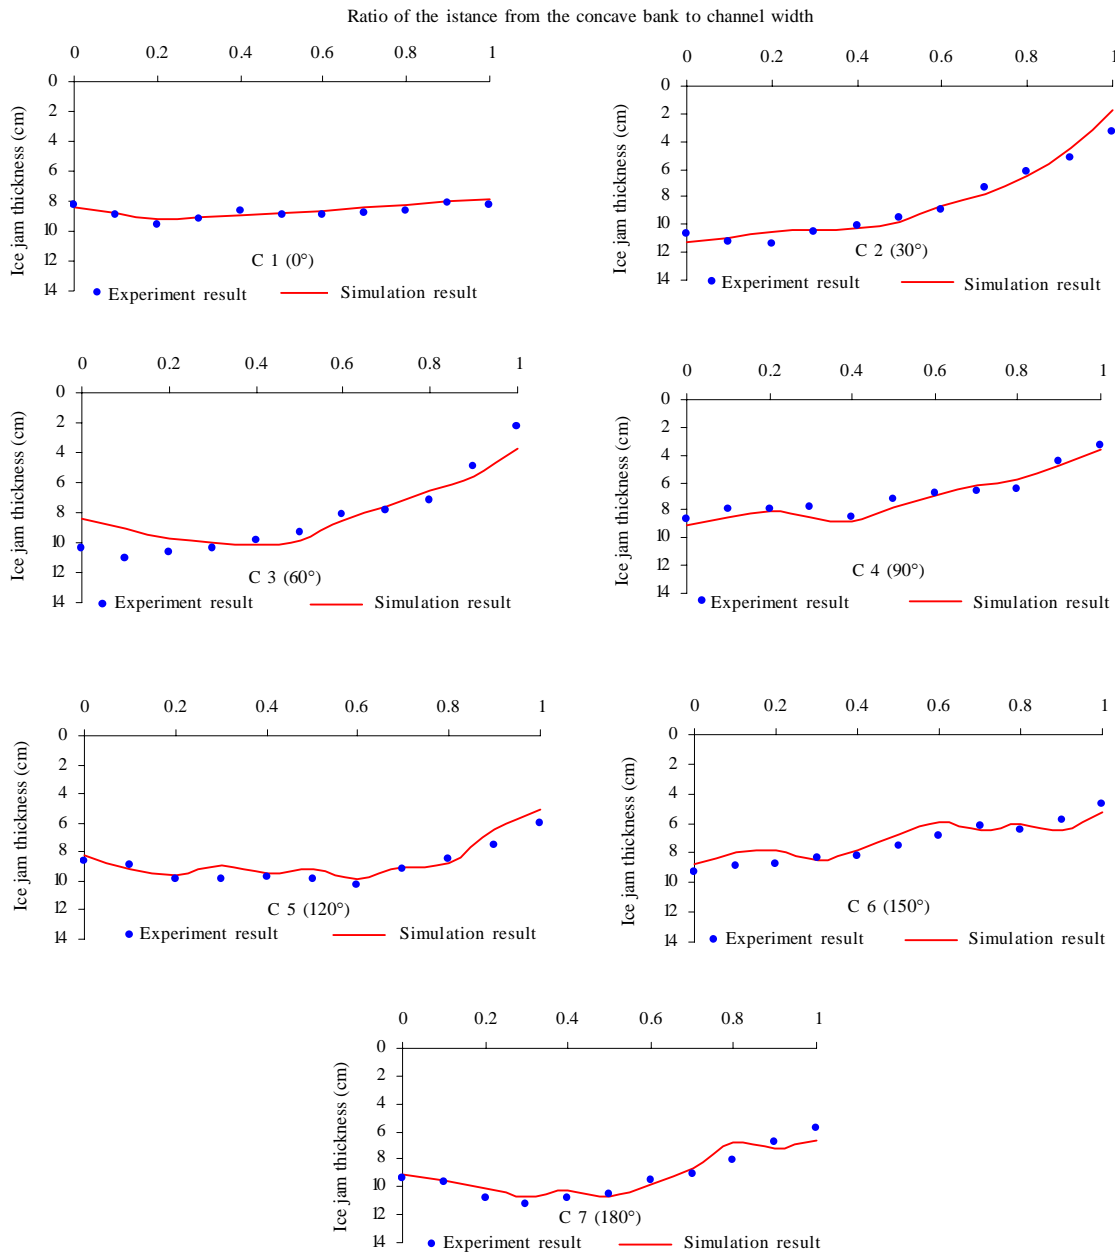 Ratio of the istance from the concave bank to channel width
0 0.2 0.4 0.6 0.8 1
0
2
4
6
8
10
12
14
Ice jam thickness (cm)
C 1 (0°)
Experiment result Simulation result
0 0.2 0.4 0.6 0.8 1
0
2
4
6
8
10
12
14
Ice jam thickness (cm)
C 2 (30°)
Experiment result Simulation result
0 0.2 0.4 0.6 0.8 1
0
2
4
6
8
10
12
14
Ice jam thickness (cm)
C 3 (60°)
Experiment result Simulation result
0 0.2 0.4 0.6 0.8 1
0
2
4
6
8
10
12
14
Ice jam thickness (cm)
C 4 (90°)
Experiment result Simulation result
0 0.2 0.4 0.6 0.8 1
0
2
4
6
8
10
12
14
Ice jam thickness (cm)
C 5 (120°)
Experiment result Simulation result
0 0.2 0.4 0.6 0.8 1
0
2
4
6
8
10
12
14
Ice jam thickness (cm)
C 6 (150°)
Experiment result Simulation result
0 0.2 0.4 0.6 0.8 1
0
2
4
6
8
10
12
14
Ice jam thickness (cm)
C 7 (180°)
Experiment result Simulation result